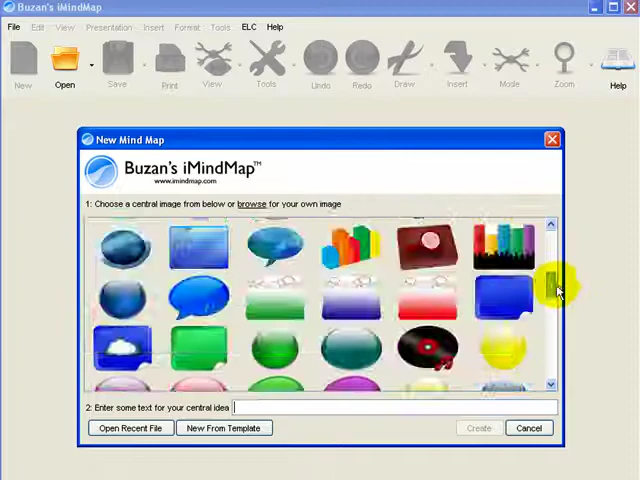 Buzan's iMindMap
File Edit View Presentation Insert Format Tools ELC Help
New Open Save Print View Tools Undo Redo Draw Insert Mode Zoom Help
New Mind Map
Buzan's iMindMap™
www.imindmap.com
1: Choose a central image from below or browse for your own image
2: Enter some text for your central idea
Open Recent File New From Template Create Cancel